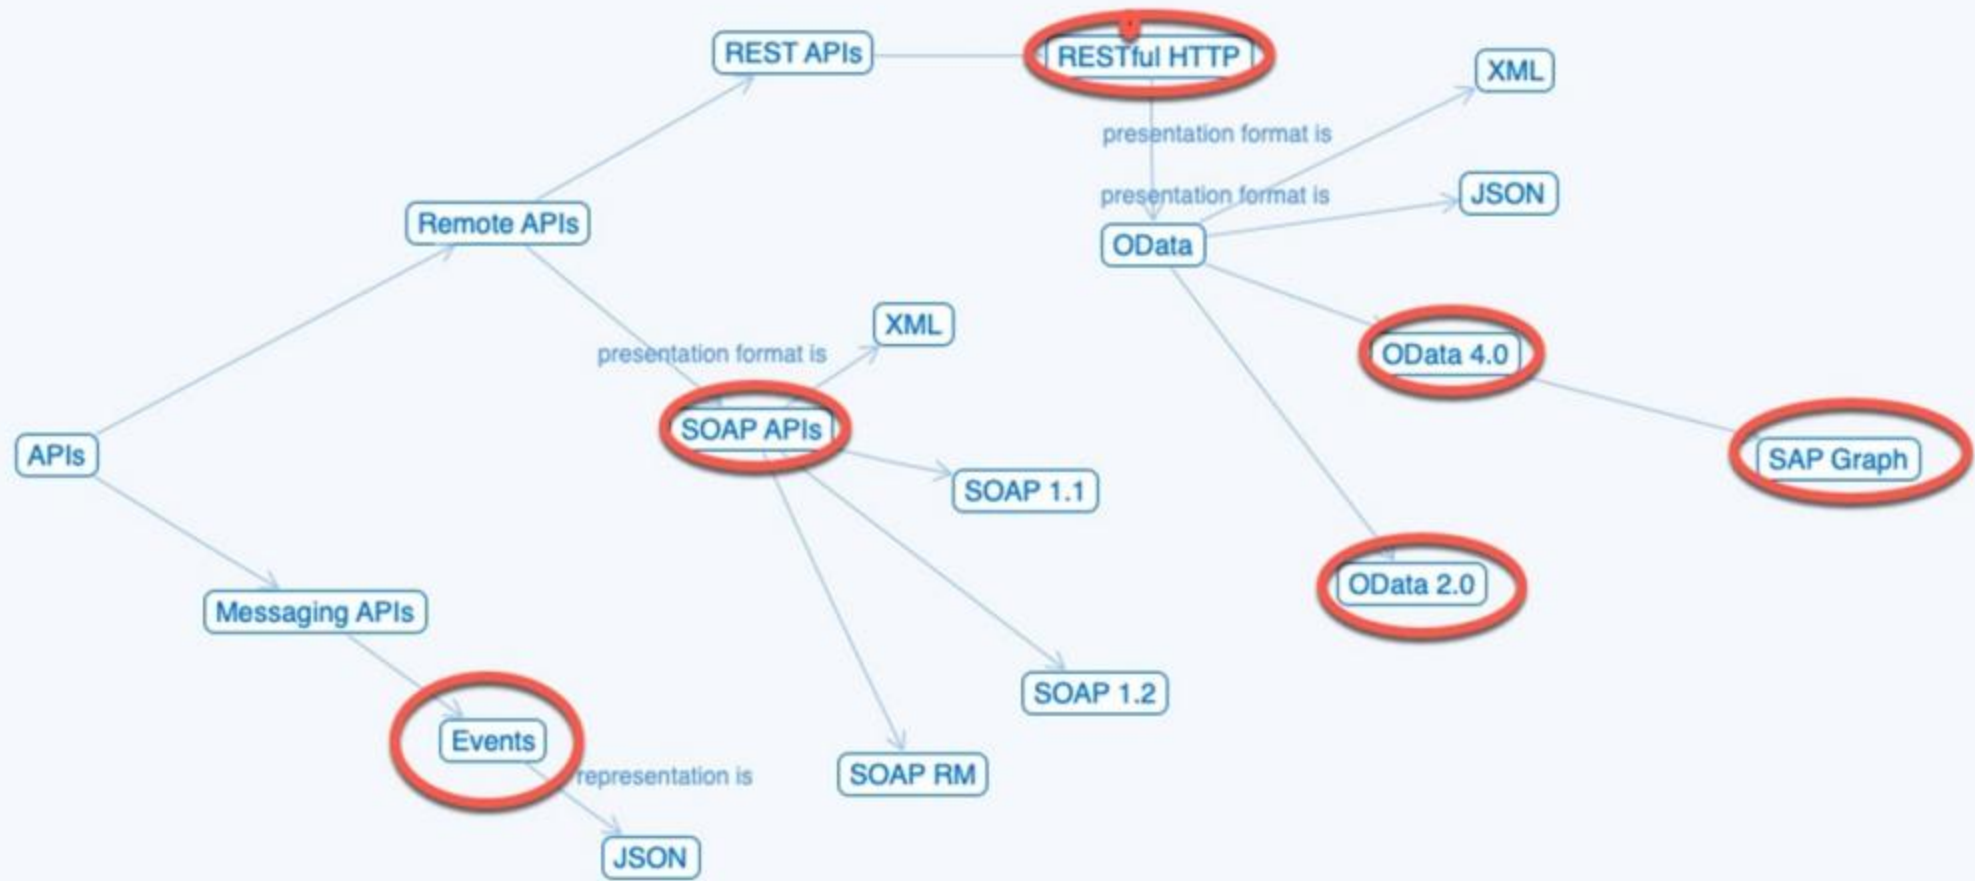 REST APIs
RESTful HTTP
XML
presentation format is
presentation format is
JSON
Remote APIs
OData
XML
presentation format is
OData 4.0
SOAP APIs
APIs
SAP Graph
SOAP 1.1
OData 2.0
Messaging APIs
SOAP 1.2
Events
representation is
SOAP RM
JSON